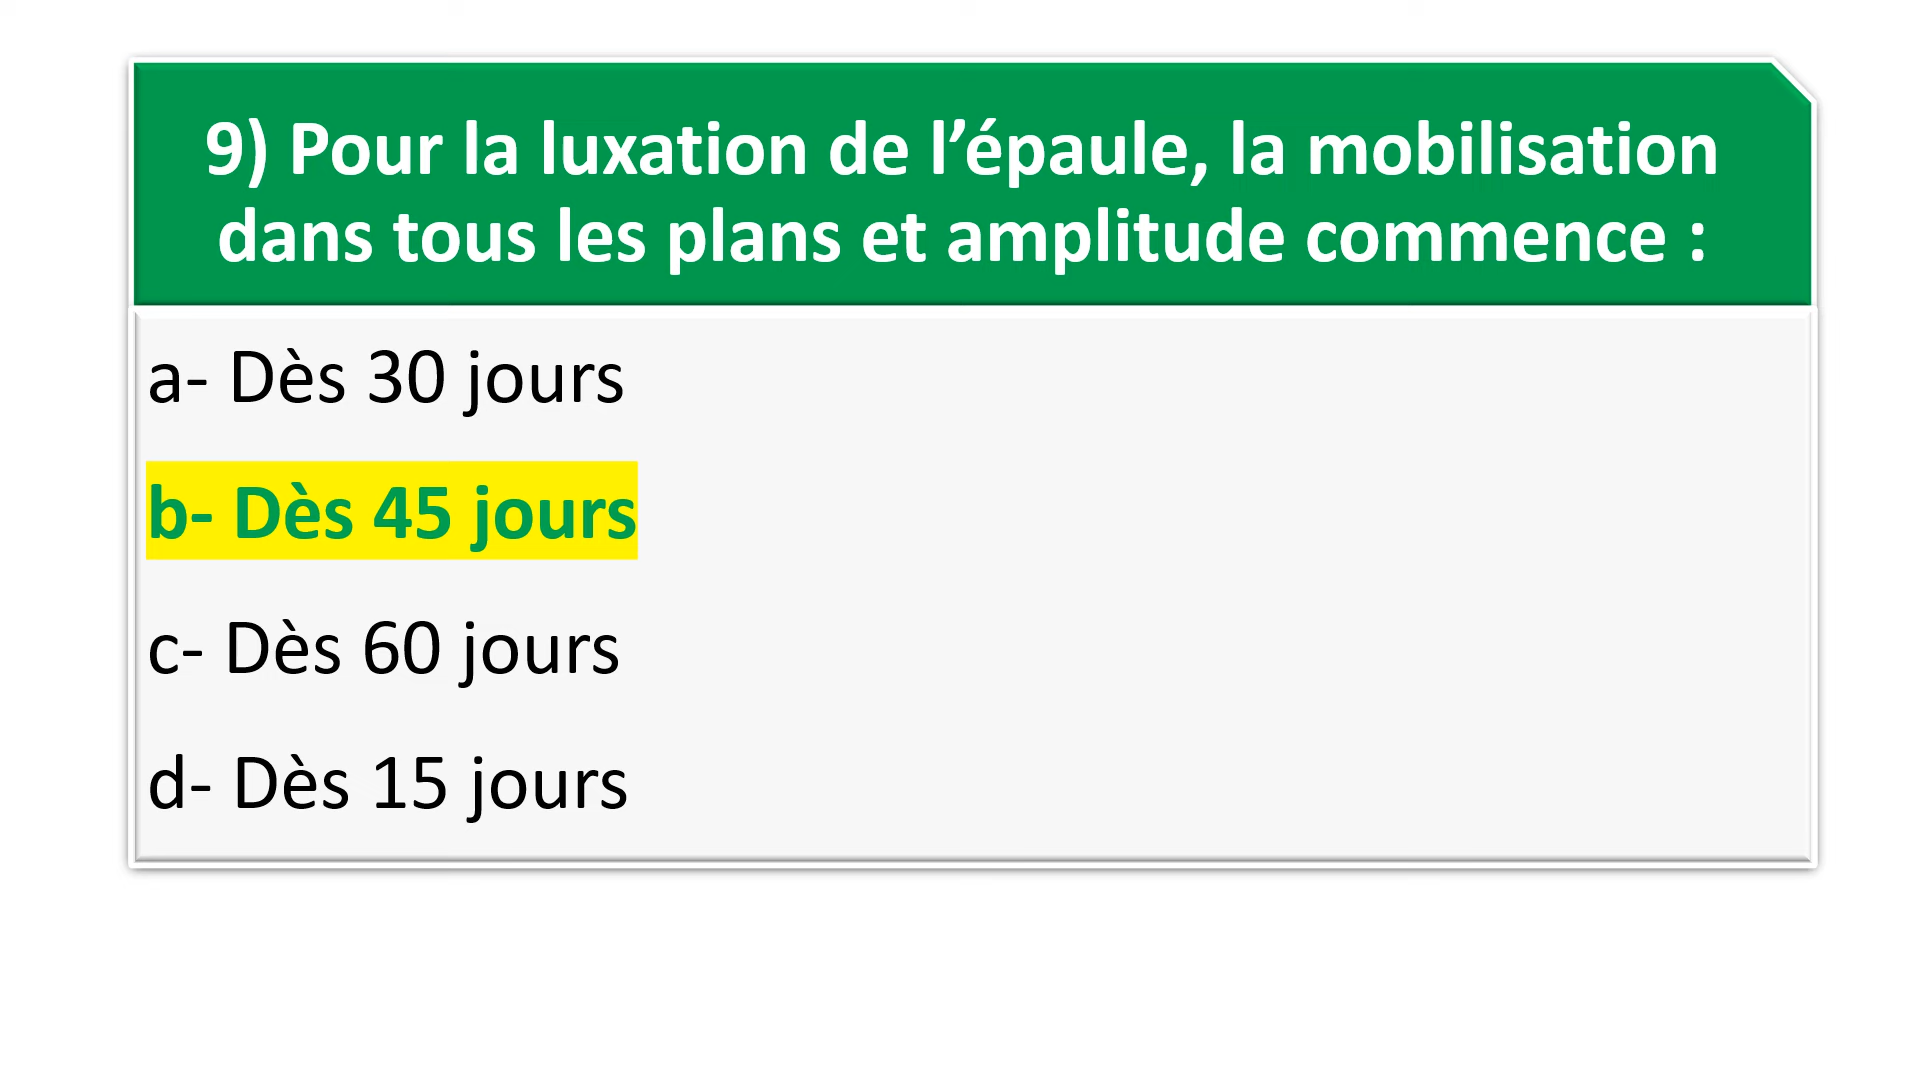 9) Pour la luxation de l’épaule, la mobilisation
dans tous les plans et amplitude commence :
a- Dès 30 jours
b- Dès 45 jours
c- Dès 60 jours
d- Dès 15 jours